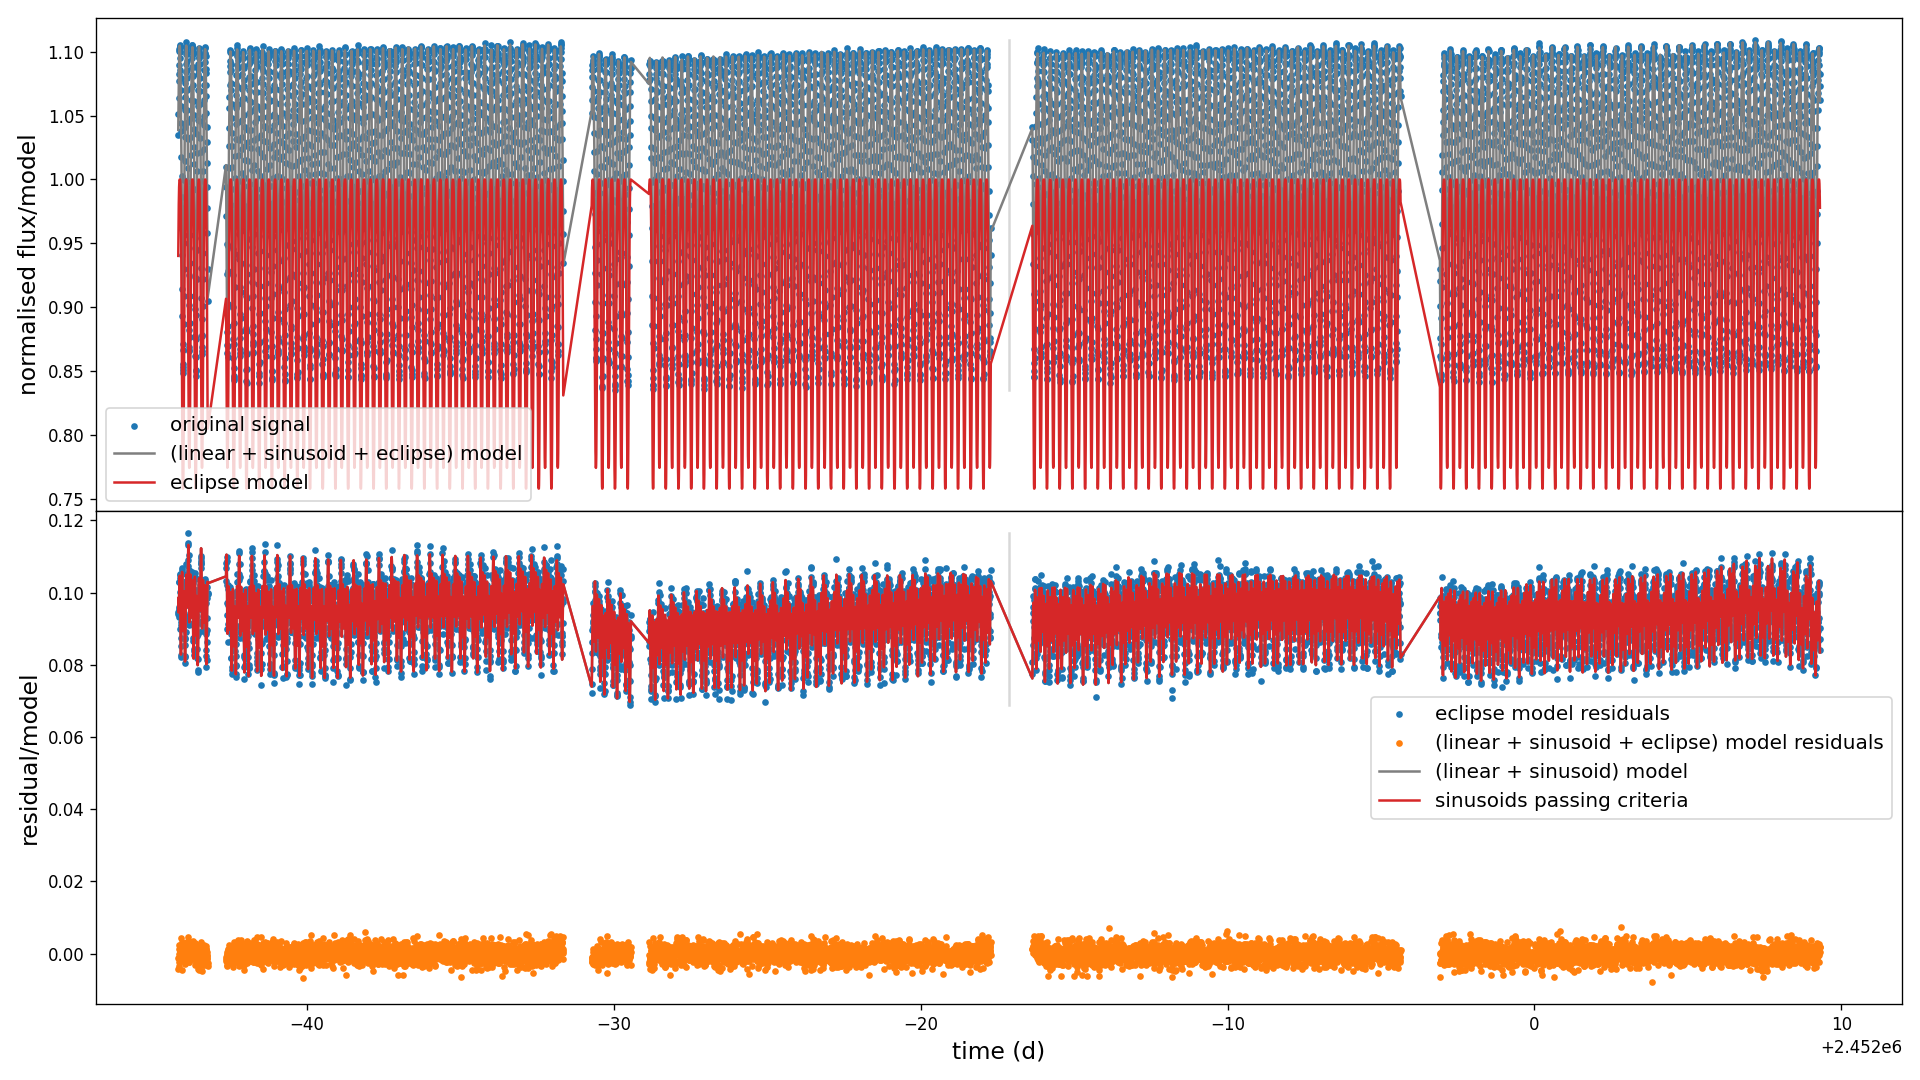 normalised flux/model
1.10
1.05
1.00
0.95
0.90
0.85
0.80
0.75
original signal
(linear + sinusoid + eclipse) model
eclipse model
residual/model
0.12
0.10
0.08
0.06
0.04
0.02
0.00
eclipse model residuals
(linear + sinusoid + eclipse) model residuals
(linear + sinusoid) model
sinusoids passing criteria
−40
−30
−20
−10
0
10
time (d)
+2.452e6